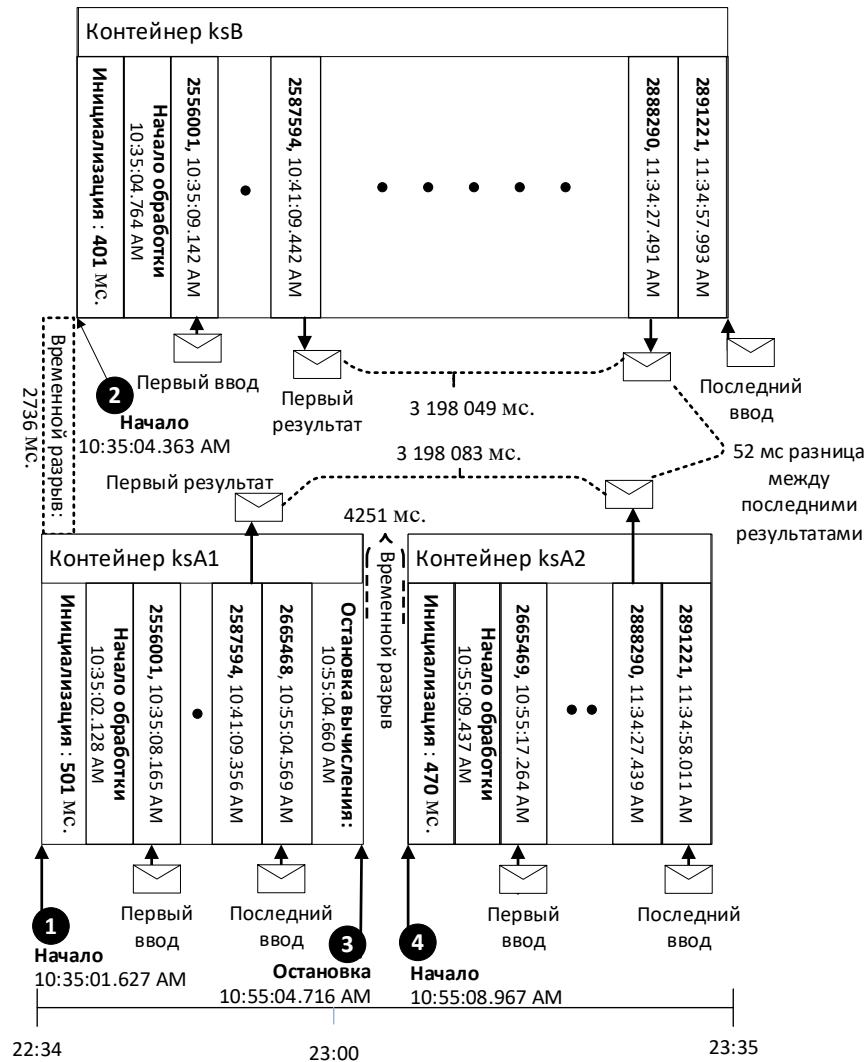 Контейнер ksB
Инициализация : 401 мс.
Начало обработки
10:35:04.764 AM
2556001, 10:35:09.142 AM
2587594, 10:41:09.442 AM
2888290, 11:34:27.491 AM
2891221, 11:34:57.993 AM
Временной разрыв:
2736 мс.
2
Начало
10:35:04.363 AM
Первый ввод
Первый
результат
3 198 049 мс.
Последний
ввод
3 198 083 мс.
52 мс разница
между
последними
результатами
Первый результат
4251 мс.
Временной разрыв
Контейнер ksA1
Инициализация : 501 мс.
Начало обработки
10:35:02.128 AM
2556001, 10:35:08.165 AM
2587594, 10:41:09.356 AM
2665468, 10:55:04.569 AM
Остановка вычисления:
10:55:04.660 AM
Контейнер ksA2
Инициализация : 470 мс.
Начало обработки
10:55:09.437 AM
2665469, 10:55:17.264 AM
2888290, 11:34:27.439 AM
2891221, 11:34:58.011 AM
Первый
ввод
Последний
ввод
Первый
ввод
Последний
ввод
1
Начало
10:35:01.627 AM
3
Остановка
10:55:04.716 AM
4
Начало
10:55:08.967 AM
22:34
23:00
23:35